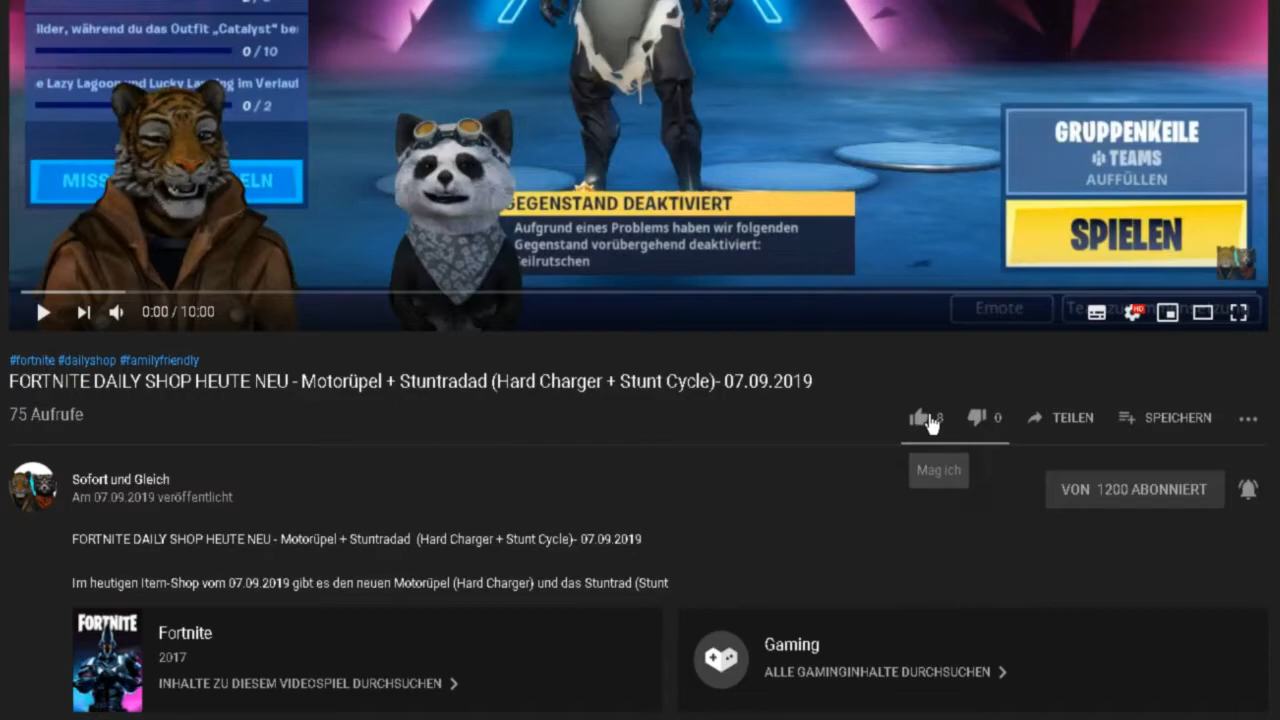 ilder, während du das Outfit „Catalyst“ be
0 / 10
e Lazy Lagoon und Lucky Landing im Verlauf
0 / 2
MISS ELN
GRUPPENKEILE
TEAMS
AUFFÜLLEN
SPIELEN
GEGENSTAND DEAKTIVIERT
Aufgrund eines Problems haben wir folgenden
Gegenstand vorübergehend deaktiviert:
eilrutschen
0:00 / 10:00
Emote
HD
#fortnite #dailyshop #familyfriendly
FORTNITE DAILY SHOP HEUTE NEU - Motorüpel + Stuntradad (Hard Charger + Stunt Cycle)- 07.09.2019
75 Aufrufe
0
TEILEN
SPEICHERN
Mag ich
Sofort und Gleich
Am 07.09.2019 veröffentlicht
VON 1200 ABONNIERT
FORTNITE DAILY SHOP HEUTE NEU - Motorüpel + Stuntradad (Hard Charger + Stunt Cycle)- 07.09.2019
Im heutigen Item-Shop vom 07.09.2019 gibt es den neuen Motorüpel (Hard Charger) und das Stuntrad (Stunt
FORTNITE
Fortnite
2017
INHALTE ZU DIESEM VIDEOSPIEL DURCHSUCHEN
Gaming
ALLE GAMINGINHALTE DURCHSUCHEN